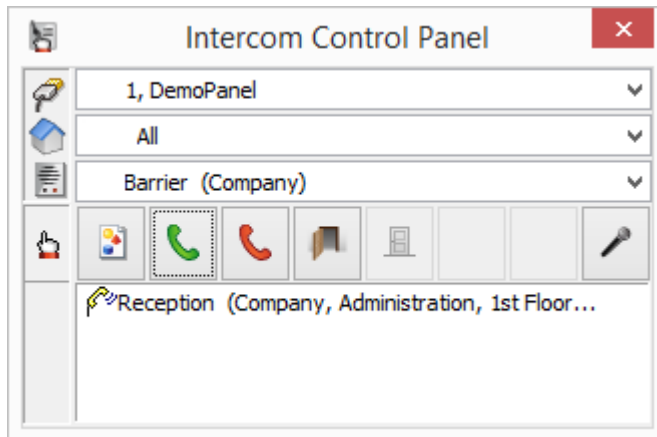 Intercom Control Panel
1, DemoPanel
All
Barrier (Company)
Reception (Company, Administration, 1st Floor...